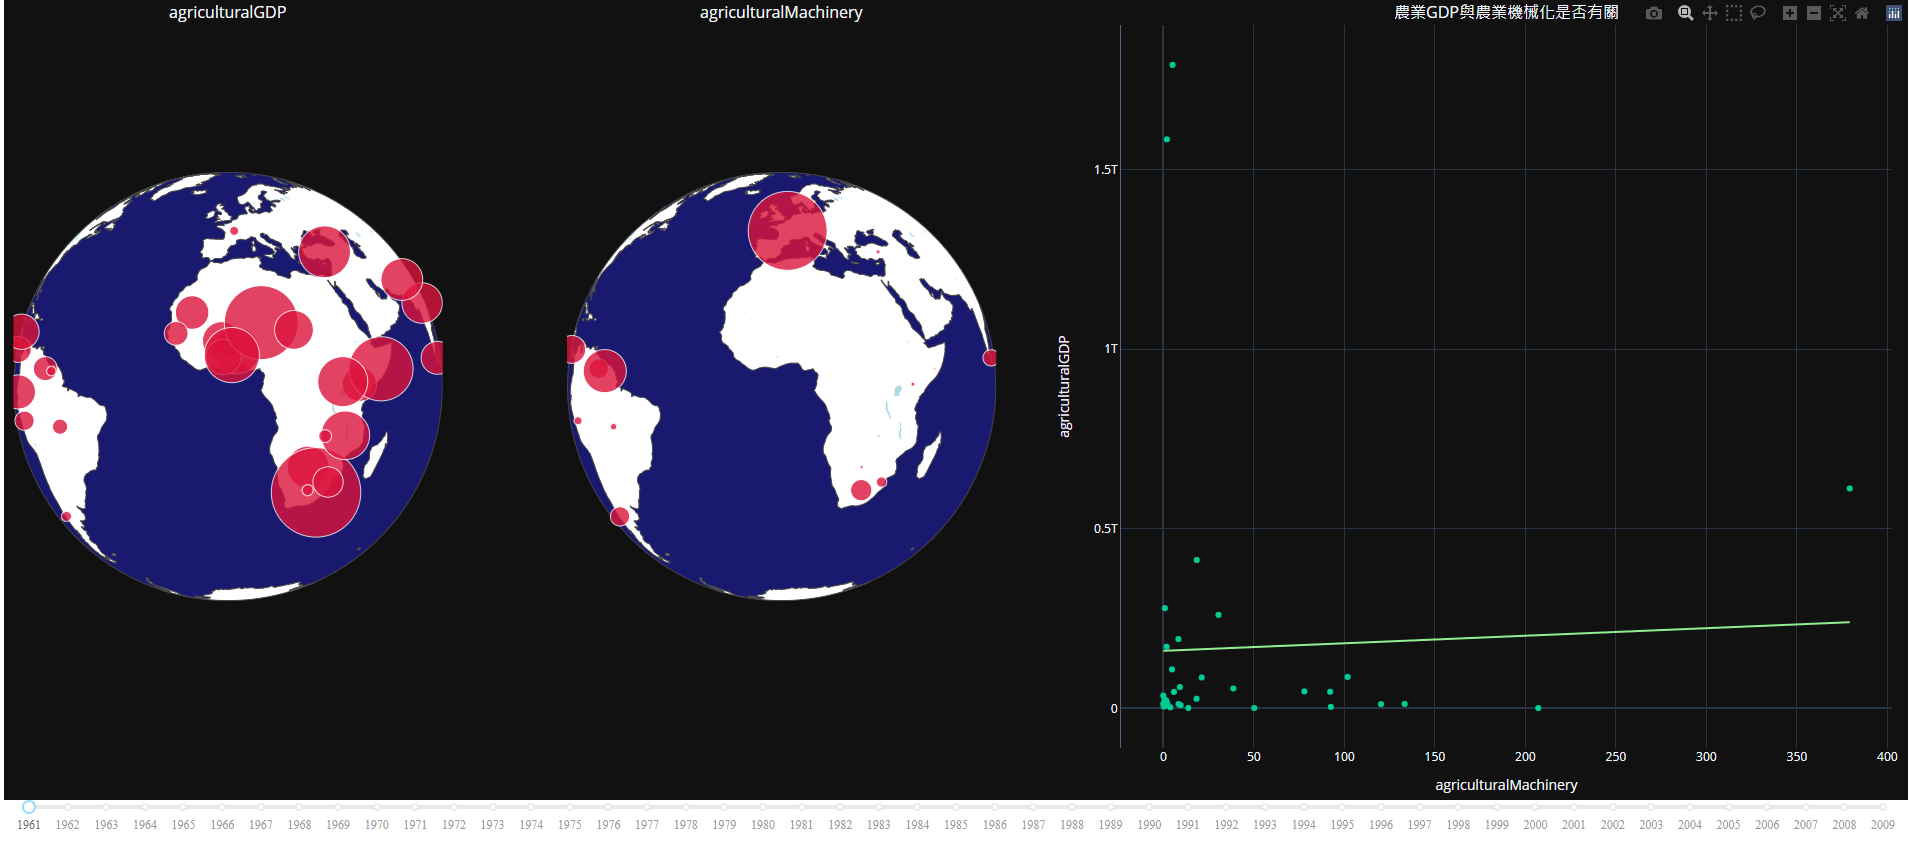 agriculturalGDP
agriculturalMachinery
農業GDP與農業機械化是否有關
1.5T
1T
0.5T
0
agriculturalGDP
0 50 100 150 200 250 300 350 400
agriculturalMachinery
1961 1962 1963 1964 1965 1966 1967 1968 1969 1970 1971 1972 1973 1974 1975 1976 1977 1978 1979 1980 1981 1982 1983 1984 1985 1986 1987 1988 1989 1990 1991 1992 1993 1994 1995 1996 1997 1998 1999 2000 2001 2002 2003 2004 2005 2006 2007 2008 2009